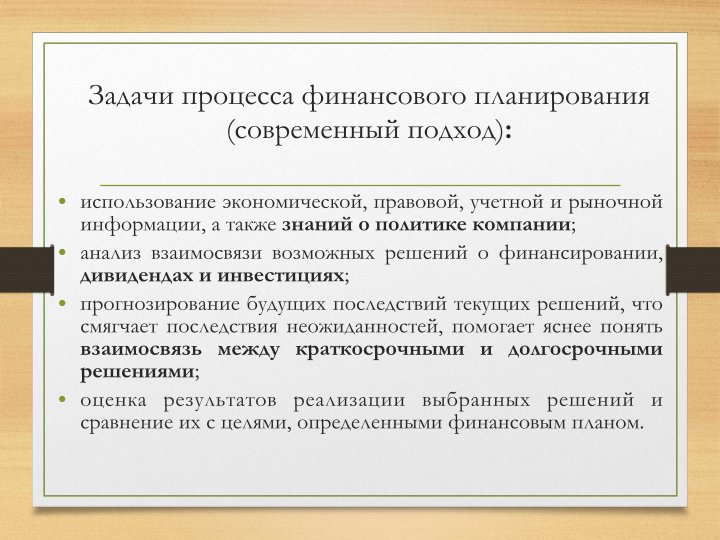 Задачи процесса финансового планирования
(современный подход):
• использование экономической, правовой, учетной и рыночной
информации, а также знаний о политике компании;
• анализ взаимосвязи возможных решений о финансировании,
дивидендах и инвестициях;
• прогнозирование будущих последствий текущих решений, что
смягчает последствия неожиданностей, помогает яснее понять
взаимосвязь между краткосрочными и долгосрочными
решениями;
• оценка результатов реализации выбранных решений и
сравнение их с целями, определенными финансовым планом.